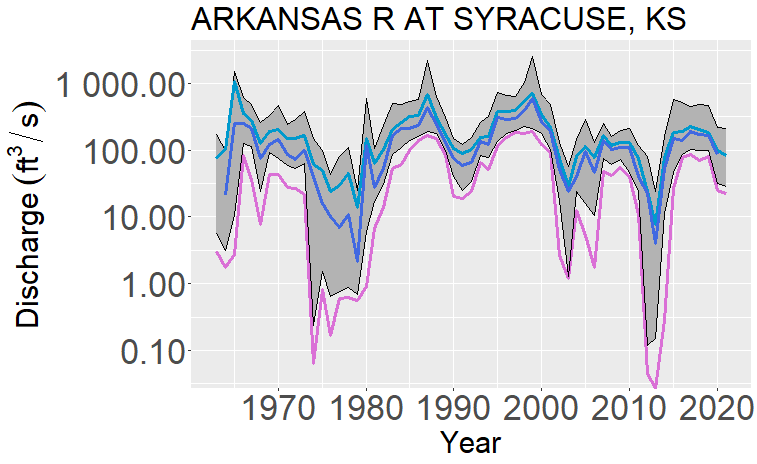 ARKANSAS R AT SYRACUSE, KS
Discharge (ft³/s)
1 000.00
100.00
10.00
1.00
0.10
1970 1980 1990 2000 2010 2020
Year